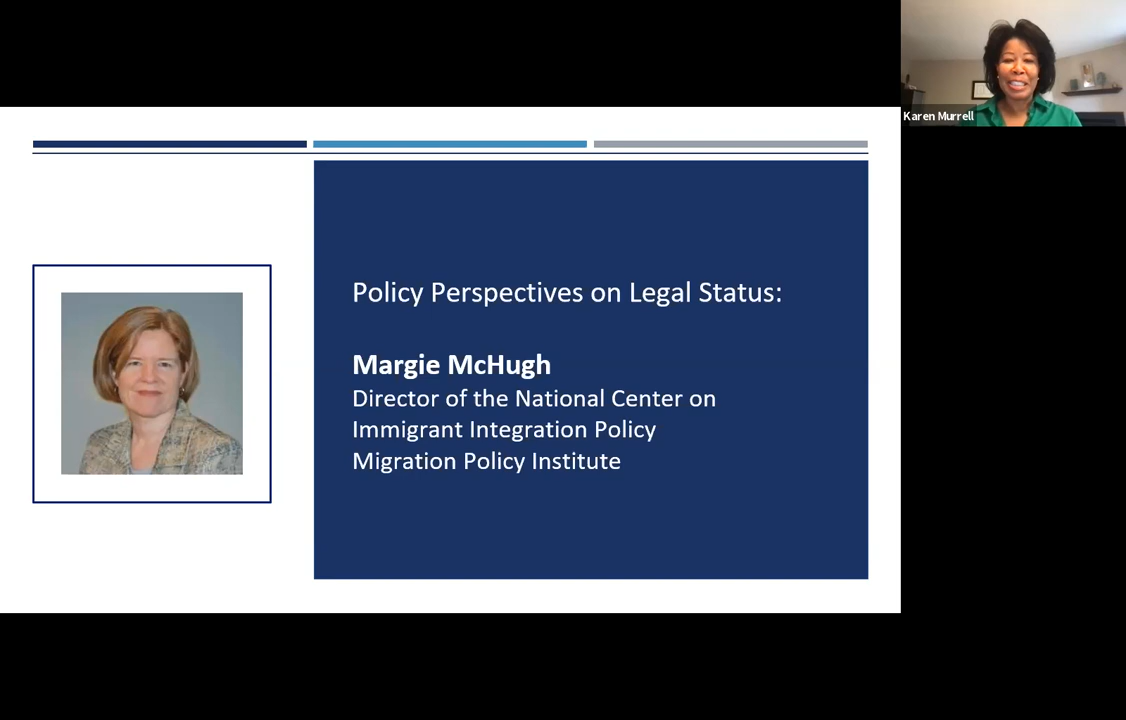 Karen Murrell
Policy Perspectives on Legal Status:
Margie McHugh
Director of the National Center on
Immigrant Integration Policy
Migration Policy Institute